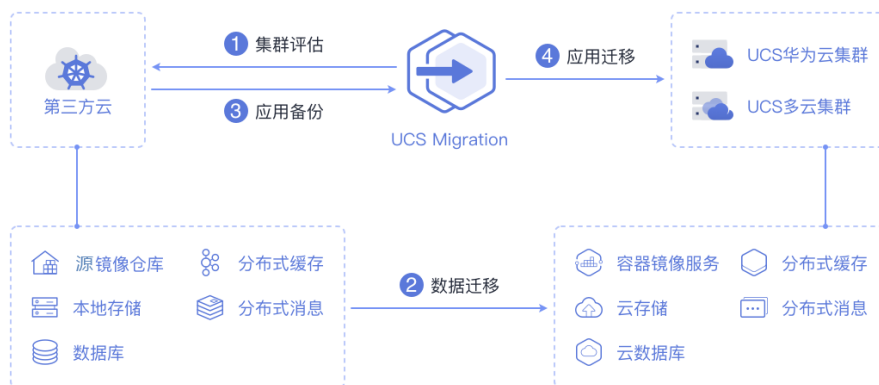 1 集群评估
第三方云
3 应用备份
UCS Migration
4 应用迁移
UCS华为云集群
UCS多云集群
源镜像仓库
分布式缓存
本地存储
分布式消息
数据库
2 数据迁移
容器镜像服务
分布式缓存
云存储
分布式消息
云数据库